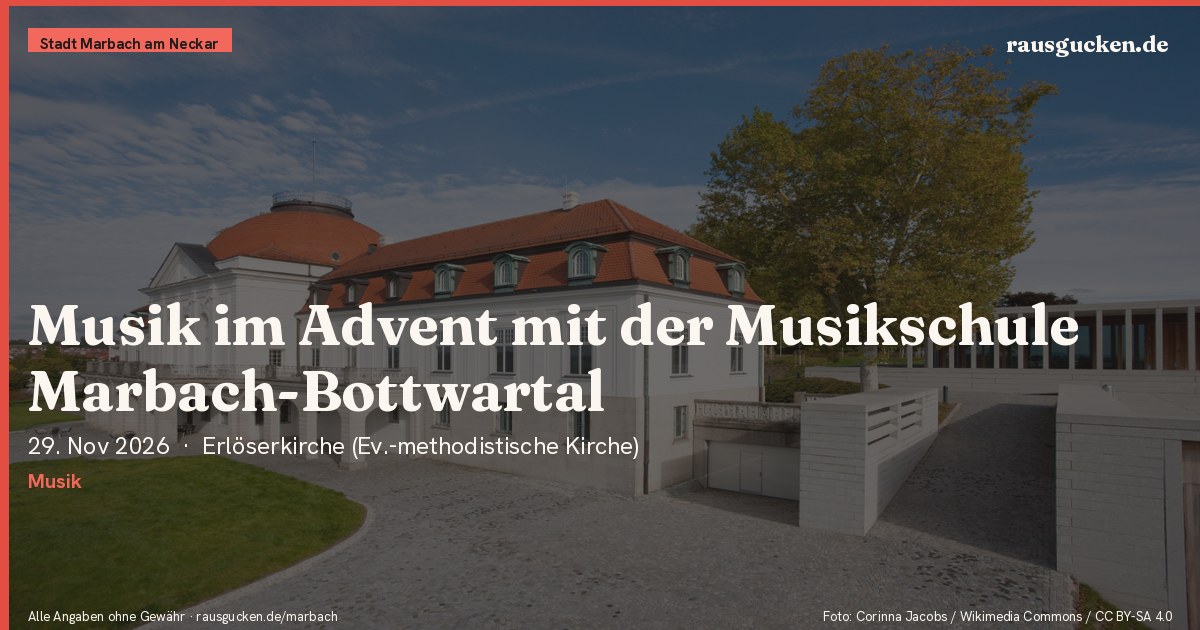 Stadt Marbach am Neckar
rausgucken.de
Musik im Advent mit der Musikschule
Marbach-Bottwartal
29. Nov 2026 · Erlöserkirche (Ev.-methodistische Kirche)
Musik
Alle Angaben ohne Gewähr · rausgucken.de/marbach
Foto: Corinna Jacobs / Wikimedia Commons / CC BY-SA 4.0